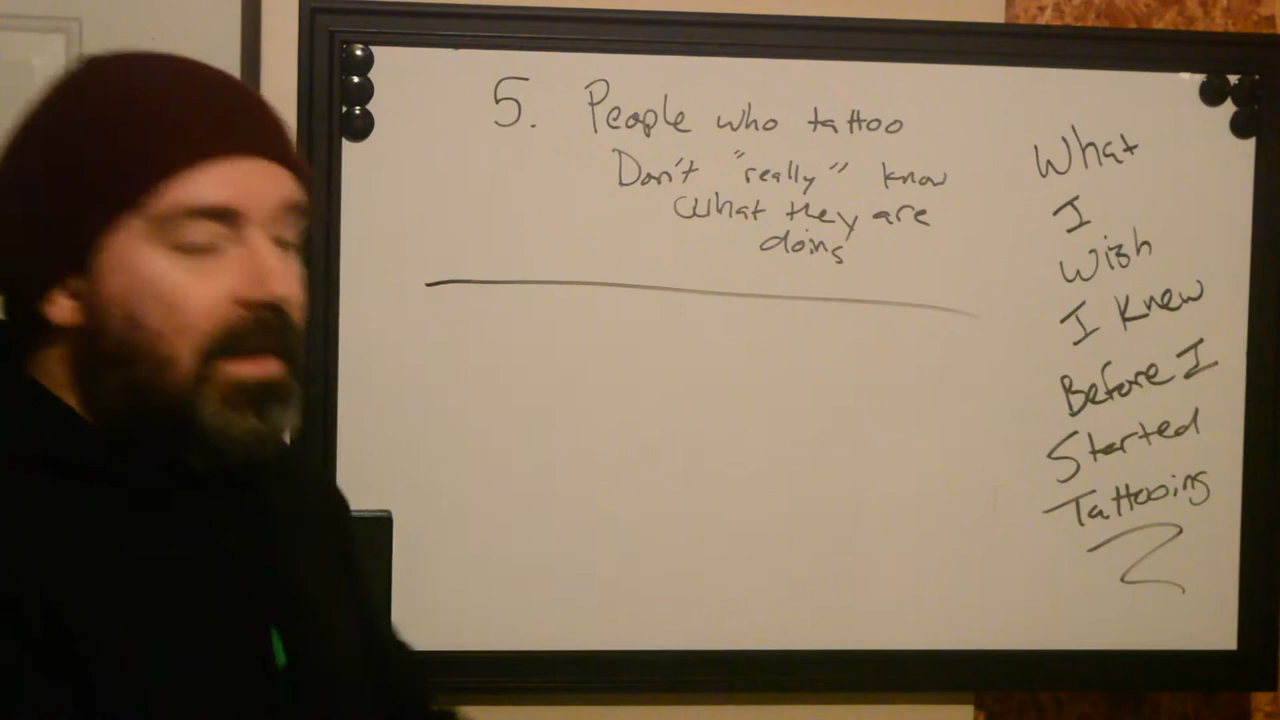 5. People who tattoo
Don't "really" know
what they are
doing
What
I
Wish
I Knew
Before I
Started
Tattooing